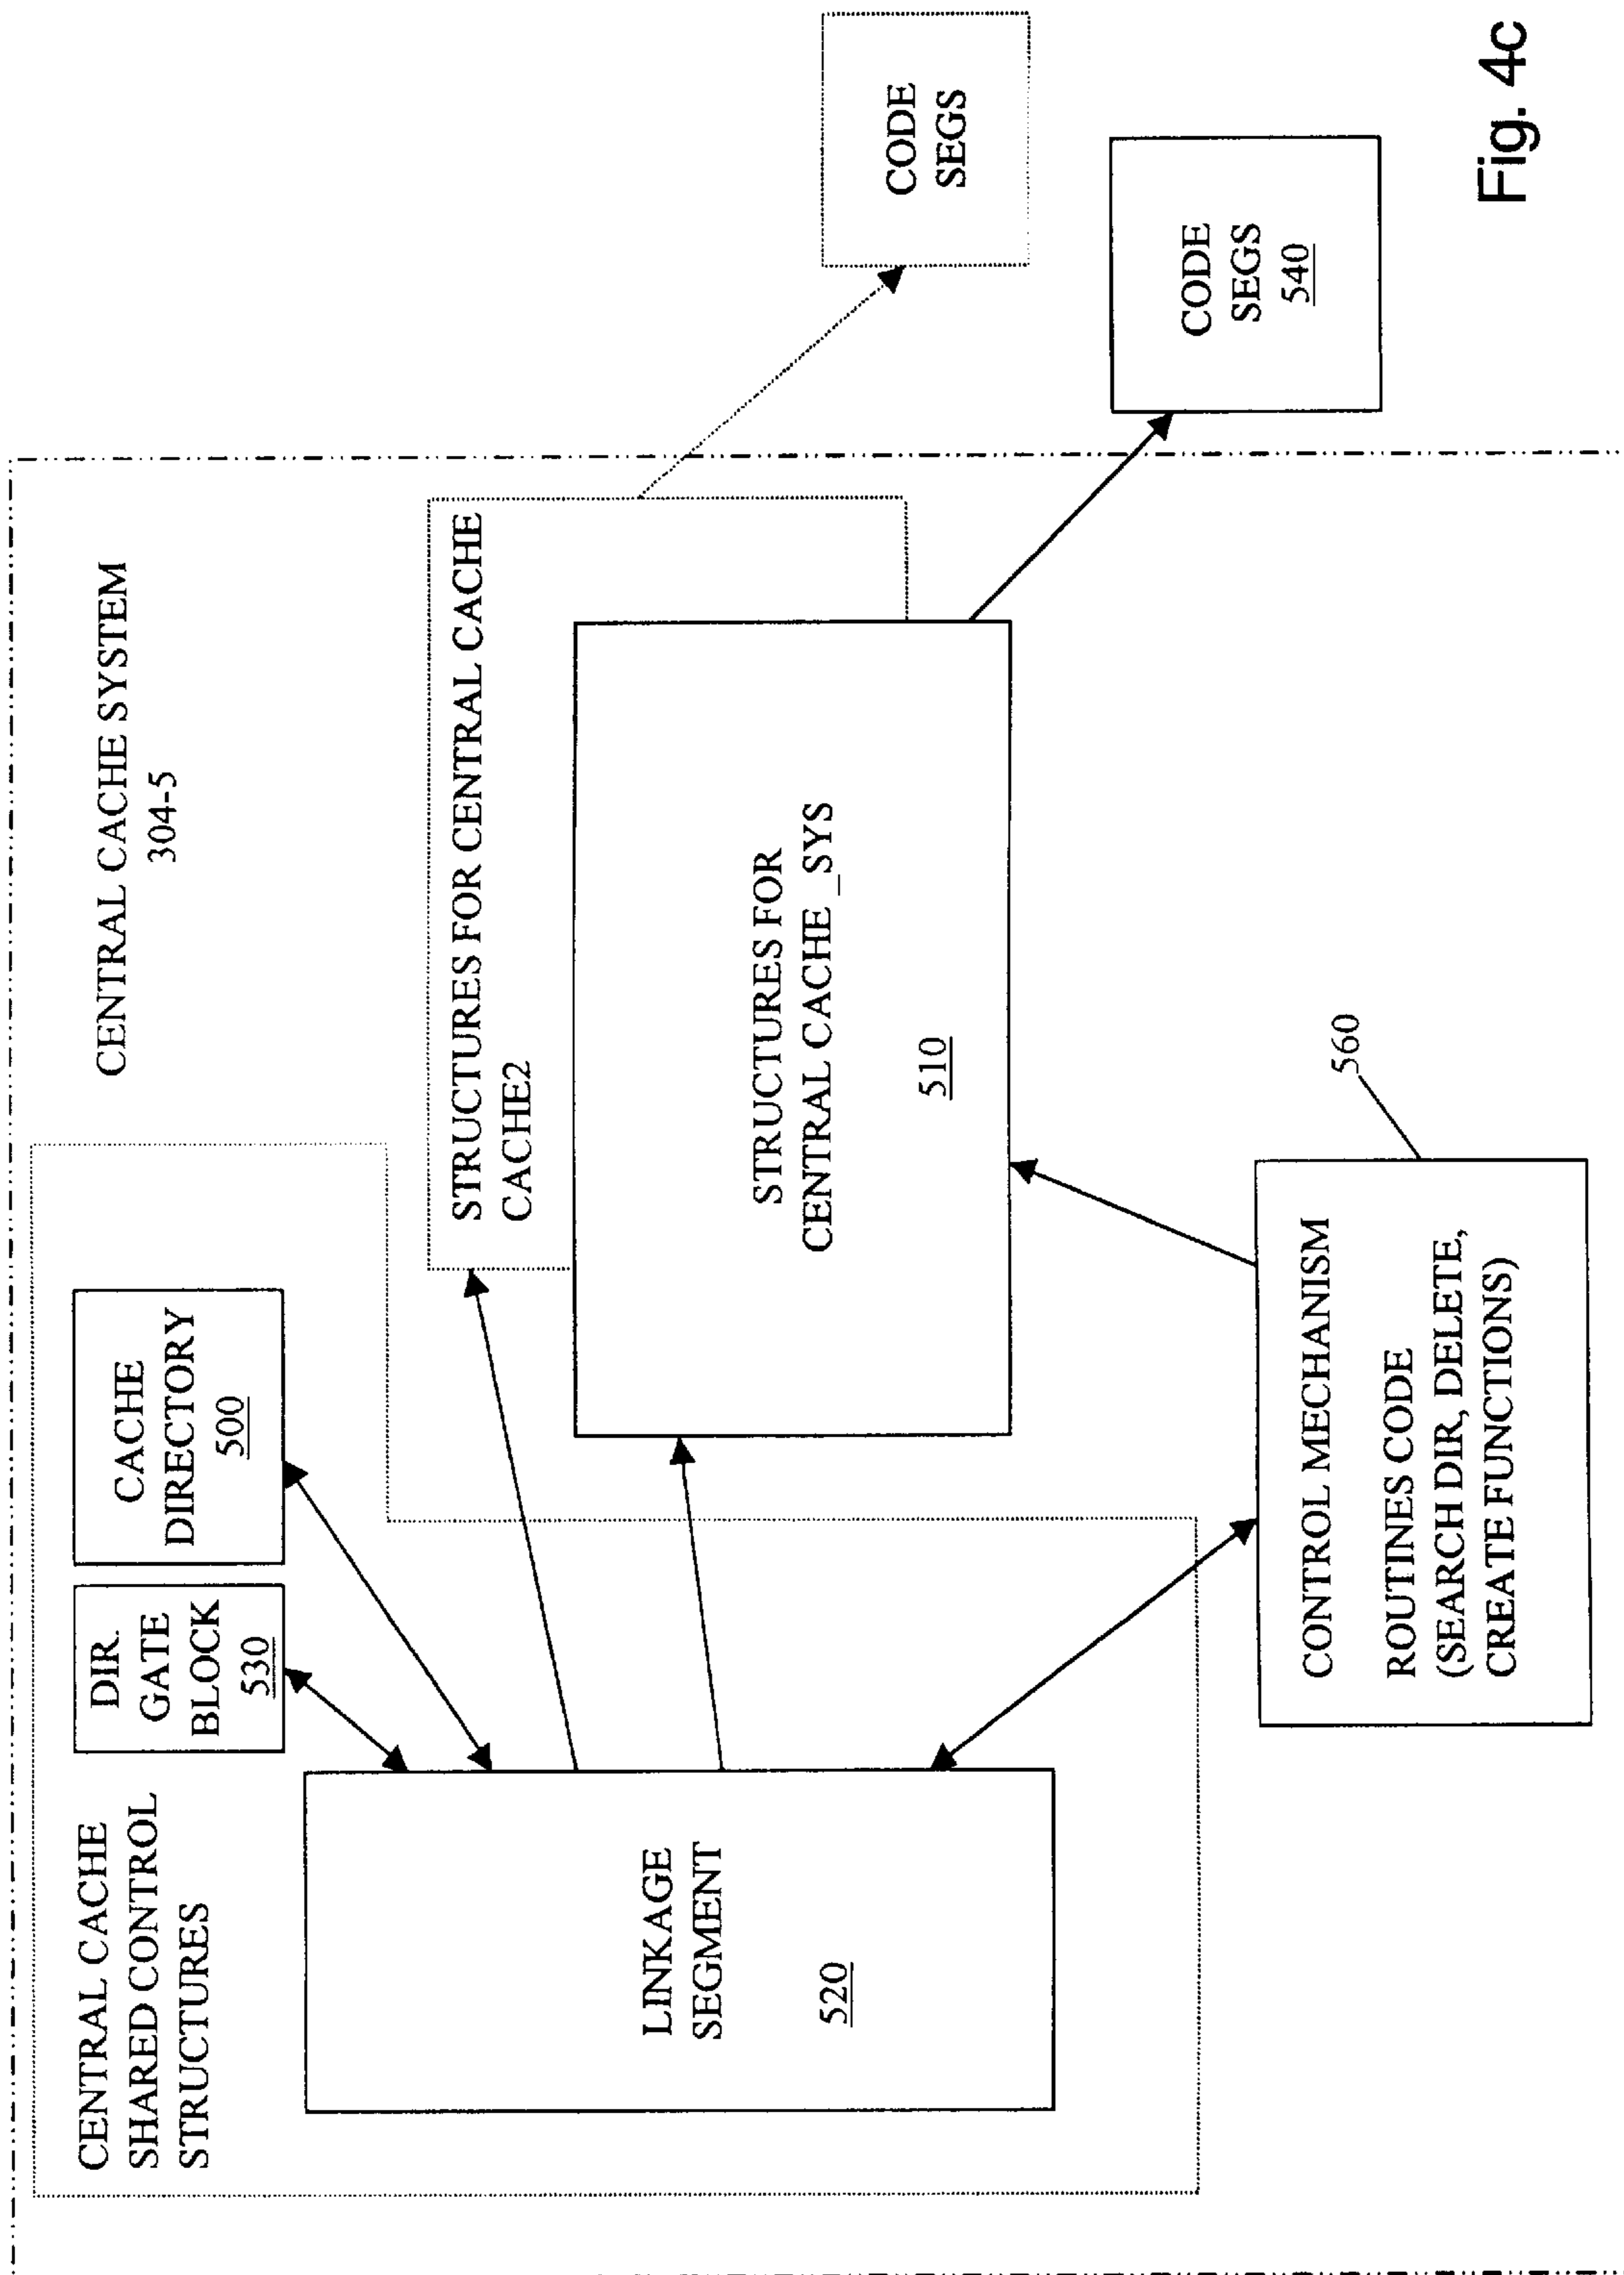 CENTRAL CACHE SYSTEM
304-5
CENTRAL CACHE
SHARED CONTROL
STRUCTURES
DIR.
GATE
BLOCK
530
CACHE
DIRECTORY
500
LINKAGE
SEGMENT
520
STRUCTURES FOR CENTRAL CACHE
CACHE2
STRUCTURES FOR
CENTRAL CACHE_SYS
510
CODE
SEGS
CODE
SEGS
540
CONTROL MECHANISM
ROUTINES CODE
(SEARCH DIR, DELETE,
CREATE FUNCTIONS)
560
Fig. 4c